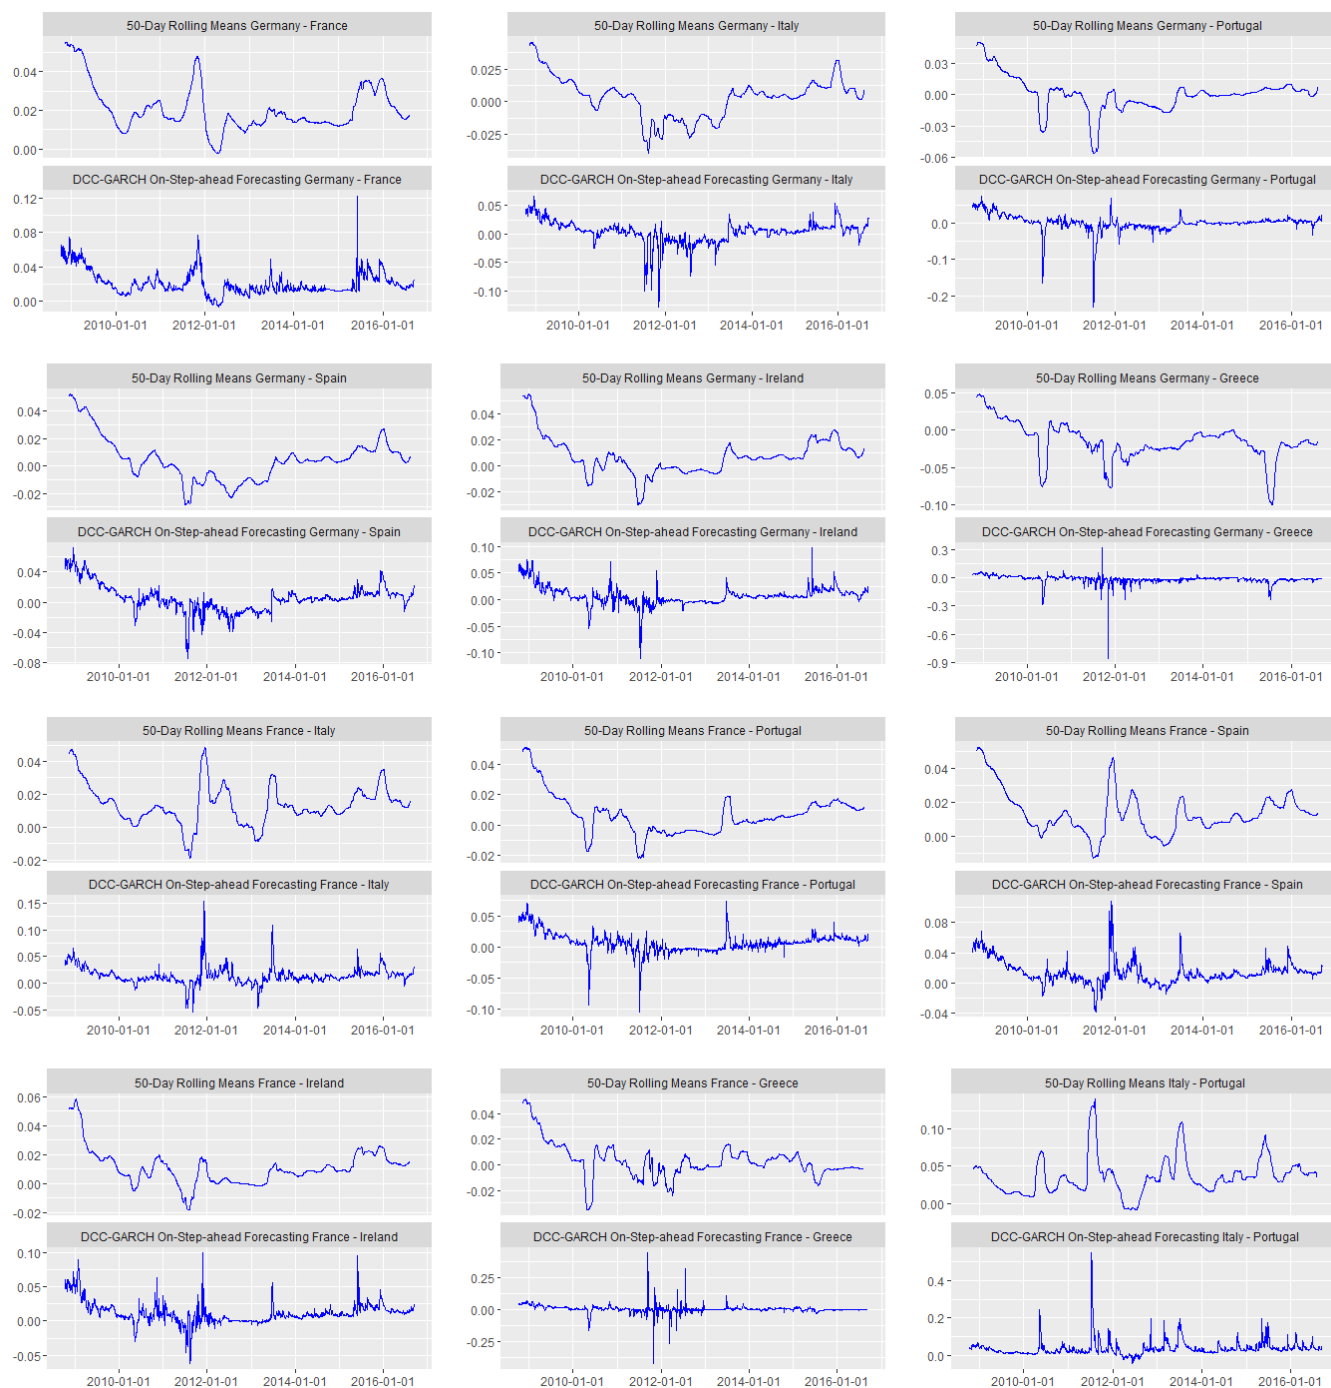 50-Day Rolling Means Germany - France
0.04
0.02
0.00
DCC-GARCH On-Step-ahead Forecasting Germany - France
0.12
0.08
0.04
0.00
2010-01-01 2012-01-01 2014-01-01 2016-01-01
50-Day Rolling Means Germany - Italy
0.025
0.000
-0.025
DCC-GARCH On-Step-ahead Forecasting Germany - Italy
0.05
0.00
-0.05
-0.10
2010-01-01 2012-01-01 2014-01-01 2016-01-01
50-Day Rolling Means Germany - Portugal
0.03
0.00
-0.03
-0.06
DCC-GARCH On-Step-ahead Forecasting Germany - Portugal
0.0
-0.1
-0.2
2010-01-01 2012-01-01 2014-01-01 2016-01-01
50-Day Rolling Means Germany - Spain
0.04
0.02
0.00
-0.02
DCC-GARCH On-Step-ahead Forecasting Germany - Spain
0.04
0.00
-0.04
-0.08
2010-01-01 2012-01-01 2014-01-01 2016-01-01
50-Day Rolling Means Germany - Ireland
0.04
0.02
0.00
-0.02
DCC-GARCH On-Step-ahead Forecasting Germany - Ireland
0.10
0.05
0.00
-0.05
-0.10
2010-01-01 2012-01-01 2014-01-01 2016-01-01
50-Day Rolling Means Germany - Greece
0.05
0.00
-0.05
-0.10
DCC-GARCH On-Step-ahead Forecasting Germany - Greece
0.3
0.0
-0.3
-0.6
-0.9
2010-01-01 2012-01-01 2014-01-01 2016-01-01
50-Day Rolling Means France - Italy
0.04
0.02
0.00
-0.02
DCC-GARCH On-Step-ahead Forecasting France - Italy
0.15
0.10
0.05
0.00
-0.05
2010-01-01 2012-01-01 2014-01-01 2016-01-01
50-Day Rolling Means France - Portugal
0.04
0.02
0.00
-0.02
DCC-GARCH On-Step-ahead Forecasting France - Portugal
0.05
0.00
-0.05
-0.10
2010-01-01 2012-01-01 2014-01-01 2016-01-01
50-Day Rolling Means France - Spain
0.04
0.02
0.00
DCC-GARCH On-Step-ahead Forecasting France - Spain
0.08
0.04
0.00
-0.04
2010-01-01 2012-01-01 2014-01-01 2016-01-01
50-Day Rolling Means France - Ireland
0.06
0.04
0.02
0.00
-0.02
DCC-GARCH On-Step-ahead Forecasting France - Ireland
0.10
0.05
0.00
-0.05
2010-01-01 2012-01-01 2014-01-01 2016-01-01
50-Day Rolling Means France - Greece
0.04
0.02
0.00
-0.02
DCC-GARCH On-Step-ahead Forecasting France - Greece
0.25
0.00
-0.25
2010-01-01 2012-01-01 2014-01-01 2016-01-01
50-Day Rolling Means Italy - Portugal
0.10
0.05
0.00
DCC-GARCH On-Step-ahead Forecasting Italy - Portugal
0.4
0.2
0.0
2010-01-01 2012-01-01 2014-01-01 2016-01-01